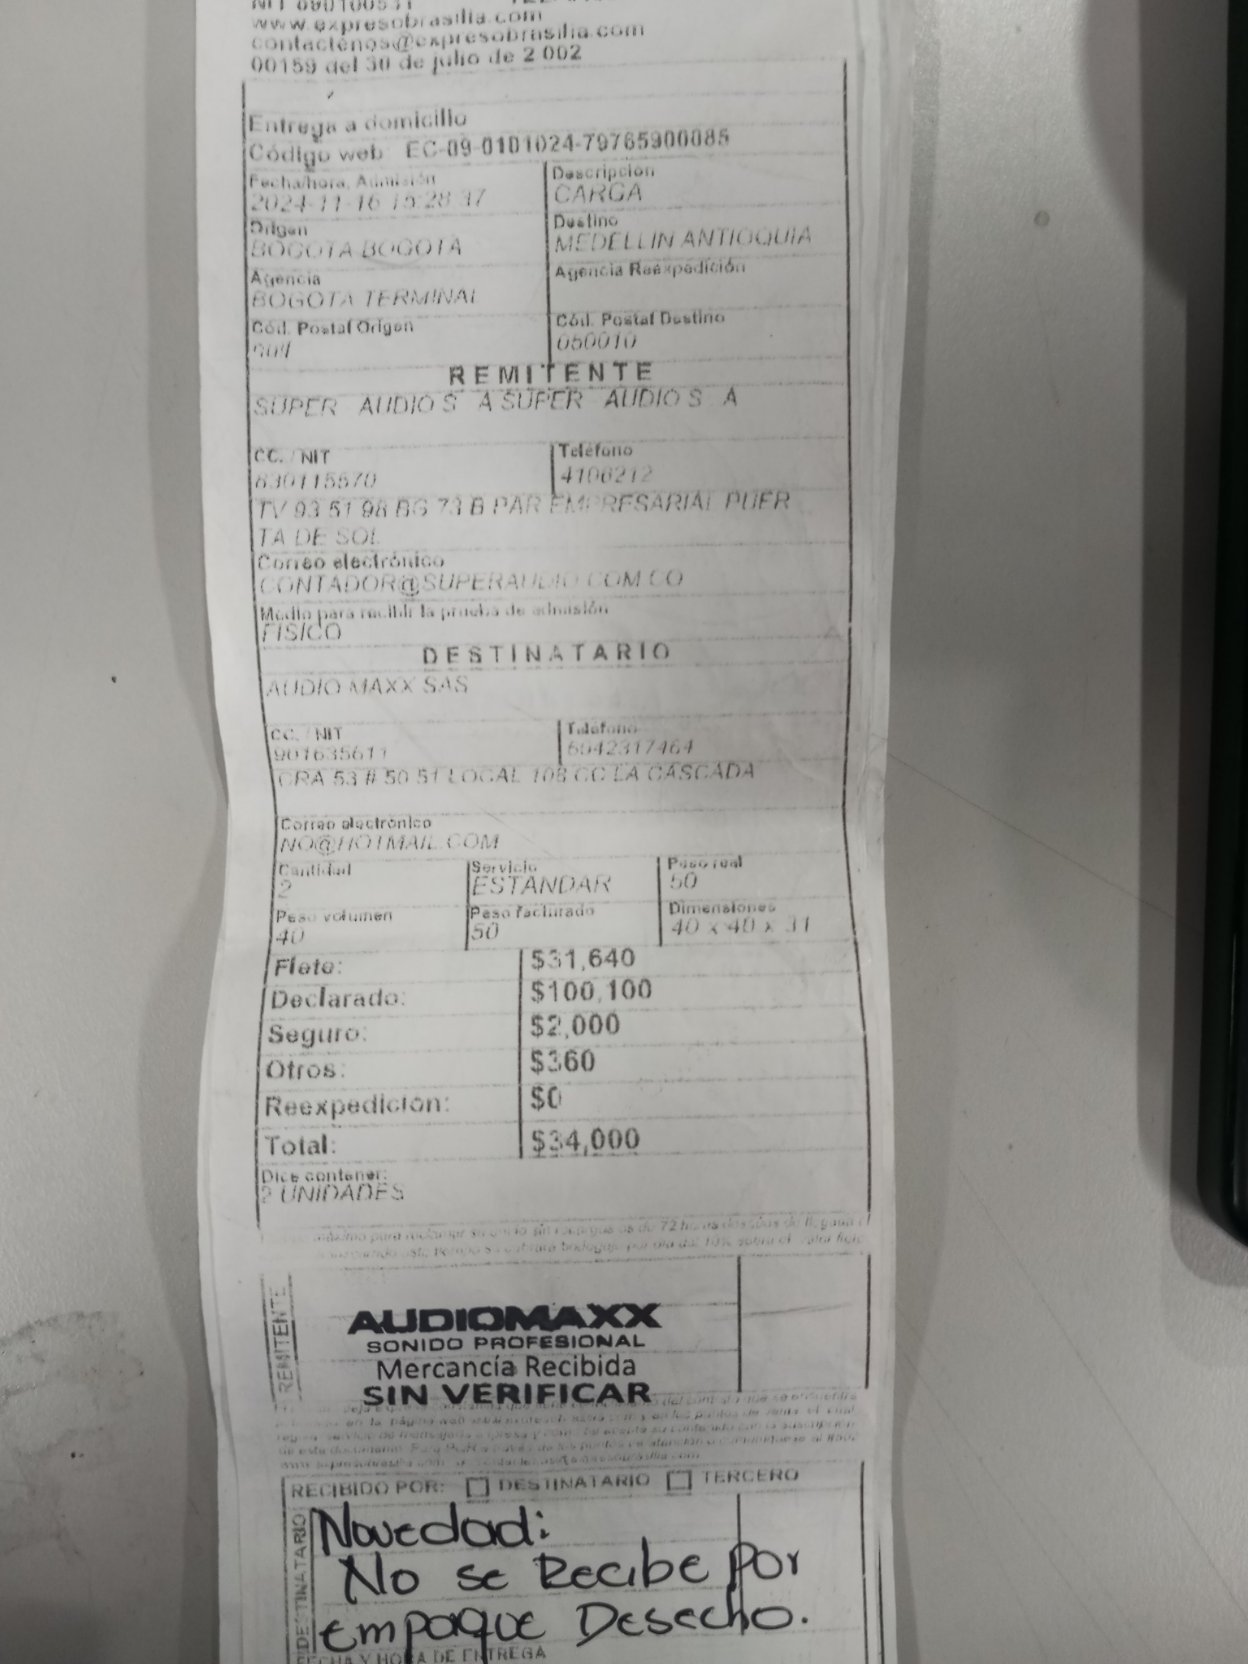 NIT 890100531
www.expresobrasilia.com
contactenos@expresobrasilia.com
00159 del 30 de julio de 2 002
Entrega a domicilio
Código web EC-09-0101024-79765900085
Fecha/hora, Admisión
2024-11-16 15:28:37
Descripción
CARGA
Origen
BOGOTA-BOGOTA
Destino
MEDELLIN ANTIOQUIA
Agencia
BOGOTA TERMINAL
Agencia Reexpedición
Cód. Postal Origen
Cód. Postal Destino
050010
REMITENTE
SUPER AUDIO S A SUPER AUDIO S . A
CC. / NIT
830115570
Teléfono
4106212
TV 93 51 98 BG 73 B PAR EMPRESARIAL PUER
TA DE SOL
Correo electrónico
CONTADOR@SUPERAUDIO.COM.CO
Medio para recibir la prueba de admisión
FISICO
DESTINATARIO
AUDIO MAXX SAS
CC. / NIT
901635611
Teléfono
6042317464
CRA 53 # 50 51 LOCAL 108 CC LA CASCADA
Correo electrónico
NO@HOTMAIL.COM
Cantidad
2
Servicio
ESTANDAR
Peso real
50
Peso volumen
40
Peso facturado
50
Dimensiones
40 x 40 x 31
Flete: $31,640
Declarado: $100,100
Seguro: $2,000
Otros: $360
Reexpedición: $0
Total: $34,000
Dice contener:
2 UNIDADES
REMITENTE
AUDIOMAXX
SONIDO PROFESIONAL
Mercancía Recibida
SIN VERIFICAR
RECIBIDO POR: DESTINATARIO TERCERO
DESTINATARIO
Novedad:
No se Recibe por
empaque Desecho.
FECHA Y HORA DE ENTREGA